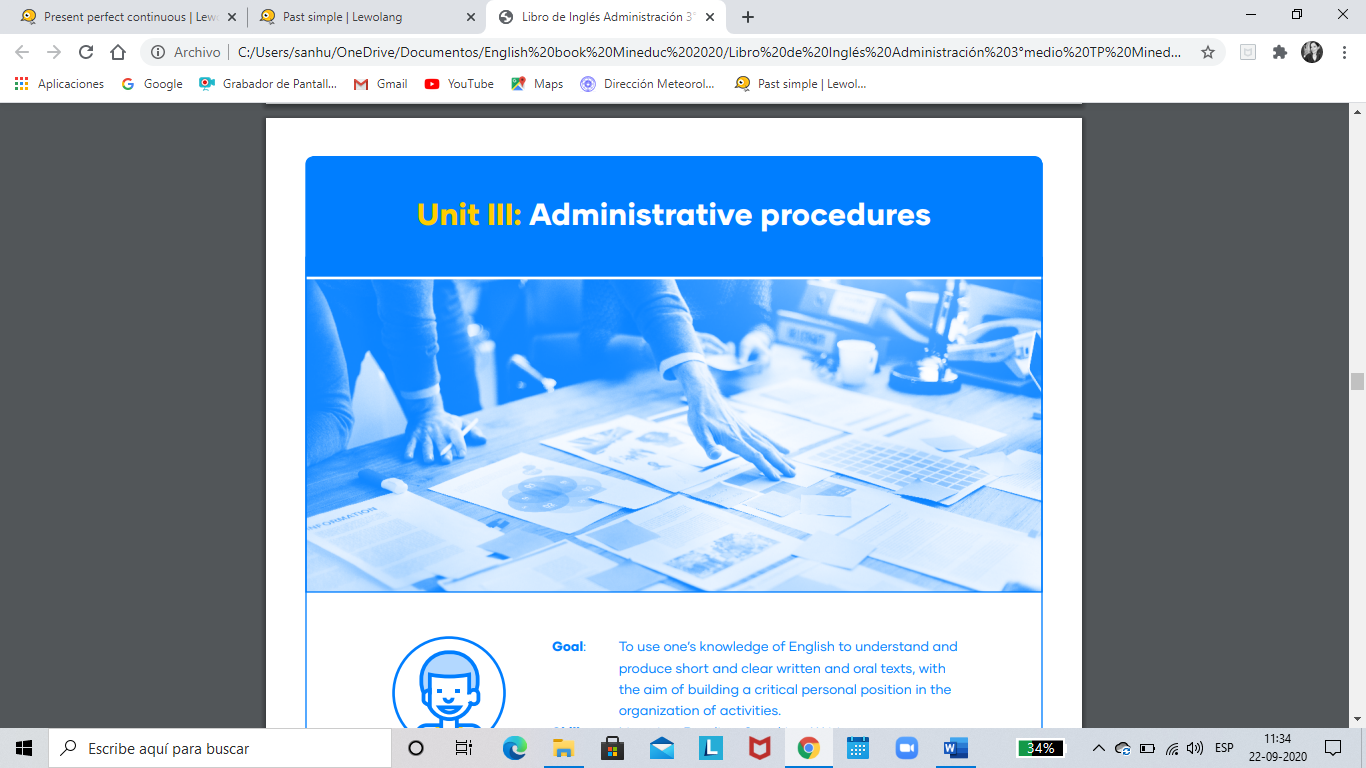 Present perfect continuous | Lew
Past simple | Lewolang
Libro de Inglés Administración 3°
Archivo
C:/Users/sanhu/OneDrive/Documentos/English%20book%20Mineduc%202020/Libro%20de%20Inglés%20Administración%203°medio%20TP%20Mined...
Aplicaciones
Google
Grabador de Pantall...
Gmail
YouTube
Maps
Dirección Meteorol...
Past simple | Lewol...
Unit III: Administrative procedures
INFORMATION
Goal: To use one's knowledge of English to understand and
produce short and clear written and oral texts, with
the aim of building a critical personal position in the
organization of activities.
Escribe aquí para buscar
34%
ESP
11:34
22-09-2020